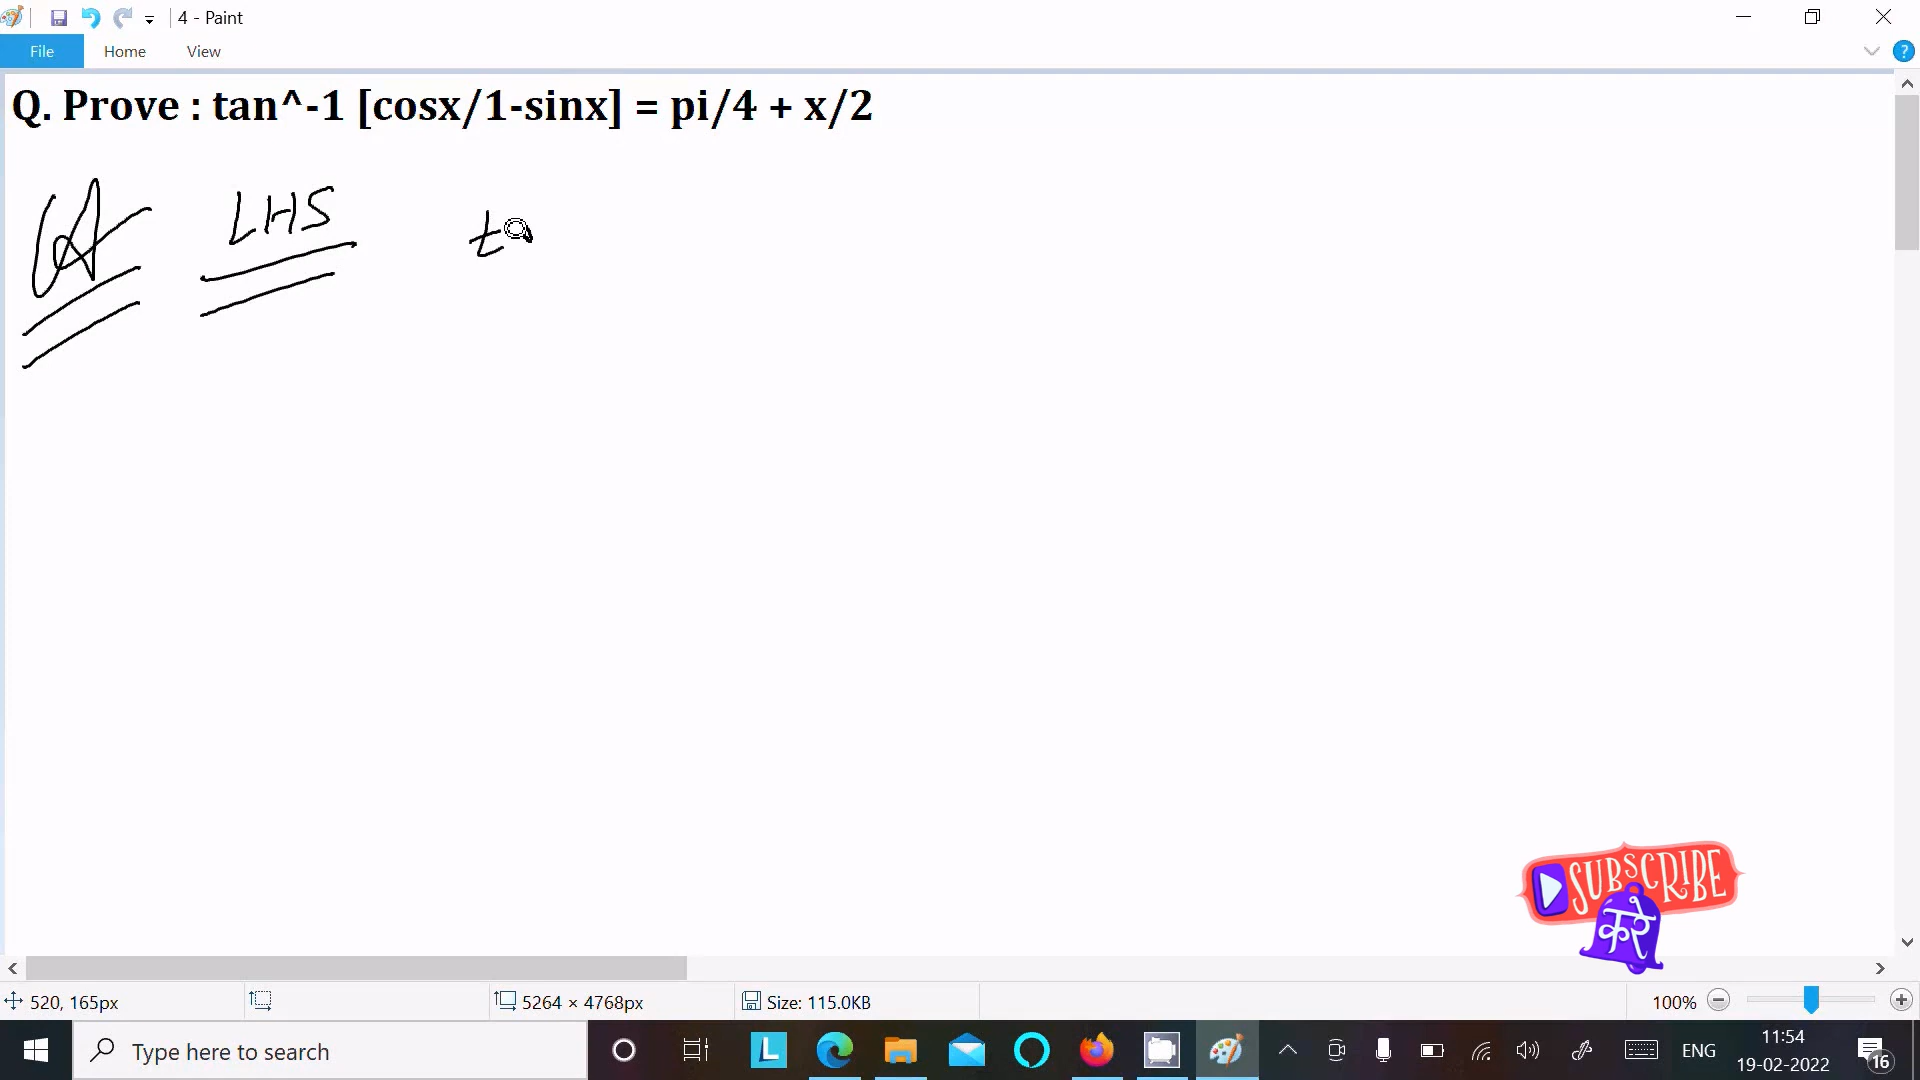 4 - Paint
File Home View
Q. Prove : tan^-1 [cosx/1-sinx] = pi/4 + x/2
LHS t
SUBSCRIBE
करे
520, 165px 5264 × 4768px Size: 115.0KB 100%
Type here to search
L
ENG
11:54
19-02-2022
16